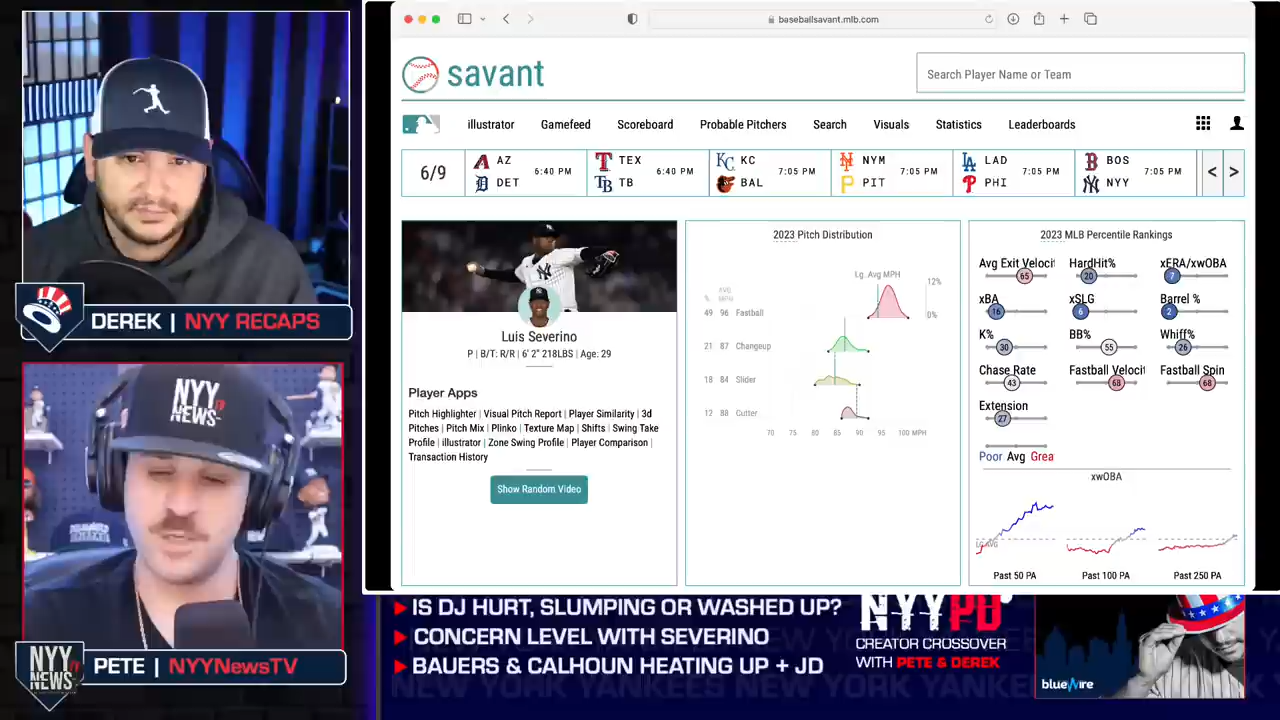 baseballsavant.mlb.com
savant
Search Player Name or Team
illustrator
Gamefeed
Scoreboard
Probable Pitchers
Search
Visuals
Statistics
Leaderboards
6/9
AZ
DET
6:40 PM
TEX
TB
6:40 PM
KC
BAL
7:05 PM
NYM
PIT
7:05 PM
LAD
PHI
7:05 PM
BOS
NYY
7:05 PM
<
>
Luis Severino
P | B/T: R/R | 6' 2" 218LBS | Age: 29
Player Apps
Pitch Highlighter | Visual Pitch Report | Player Similarity | 3d
Pitches | Pitch Mix | Plinko | Texture Map | Shifts | Swing Take
Profile | illustrator | Zone Swing Profile | Player Comparison |
Transaction History
Show Random Video
2023 Pitch Distribution
Lg. Avg MPH
12%
0%
% AVG MPH
49 96 Fastball
21 87 Changeup
18 84 Slider
12 88 Cutter
70 75 80 85 90 95 100 MPH
2023 MLB Percentile Rankings
Avg Exit Velocit
65
HardHit%
20
xERA/xwOBA
7
xBA
16
xSLG
6
Barrel %
2
K%
30
BB%
55
Whiff%
26
Chase Rate
43
Fastball Velocit
68
Fastball Spin
68
Extension
27
Poor Avg Grea
xwOBA
LG AVG
Past 50 PA
Past 100 PA
Past 250 PA
DEREK | NYY RECAPS
NYY
NEWS
NYY
NEWS
PETE | NYYNewsTV
IS DJ HURT, SLUMPING OR WASHED UP?
CONCERN LEVEL WITH SEVERINO
BAUERS & CALHOUN HEATING UP + JD
NYYPD
CREATOR CROSSOVER
WITH PETE & DEREK
blueWire